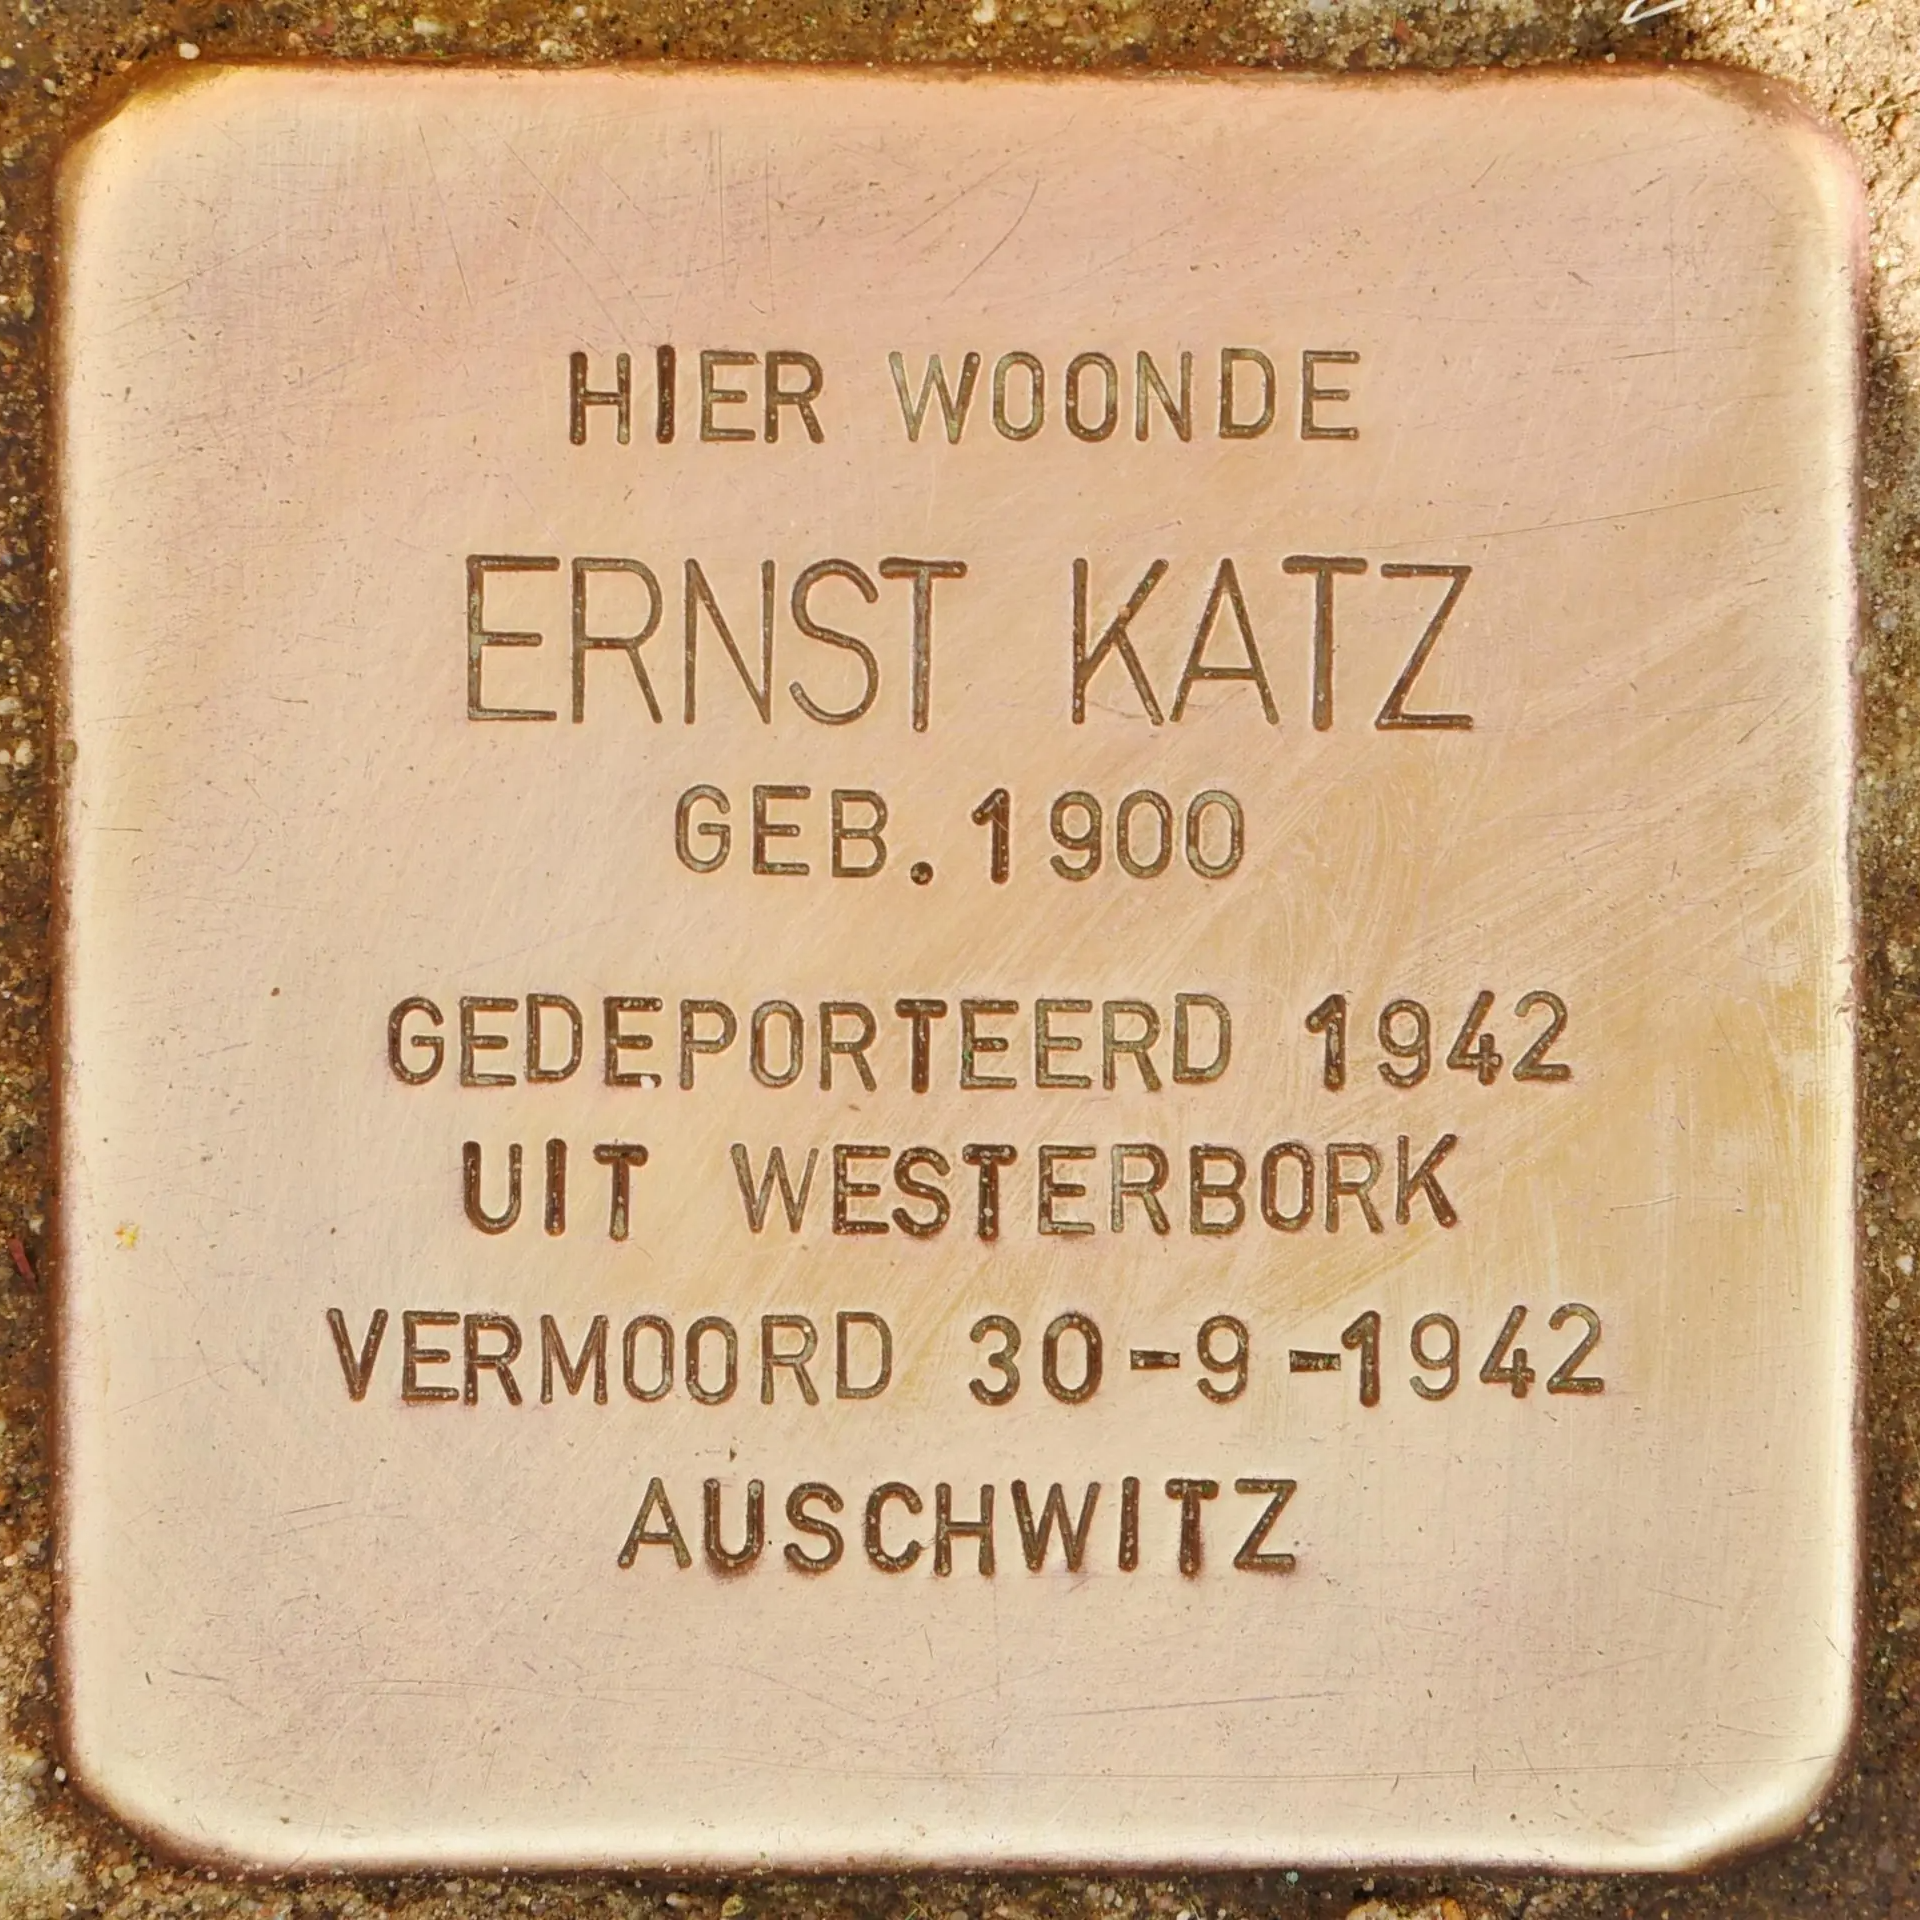 HIER WOONDE
ERNST KATZ
GEB. 1900
GEDEPORTEERD 1942
UIT WESTERBORK
VERMOORD 30-9-1942
AUSCHWITZ